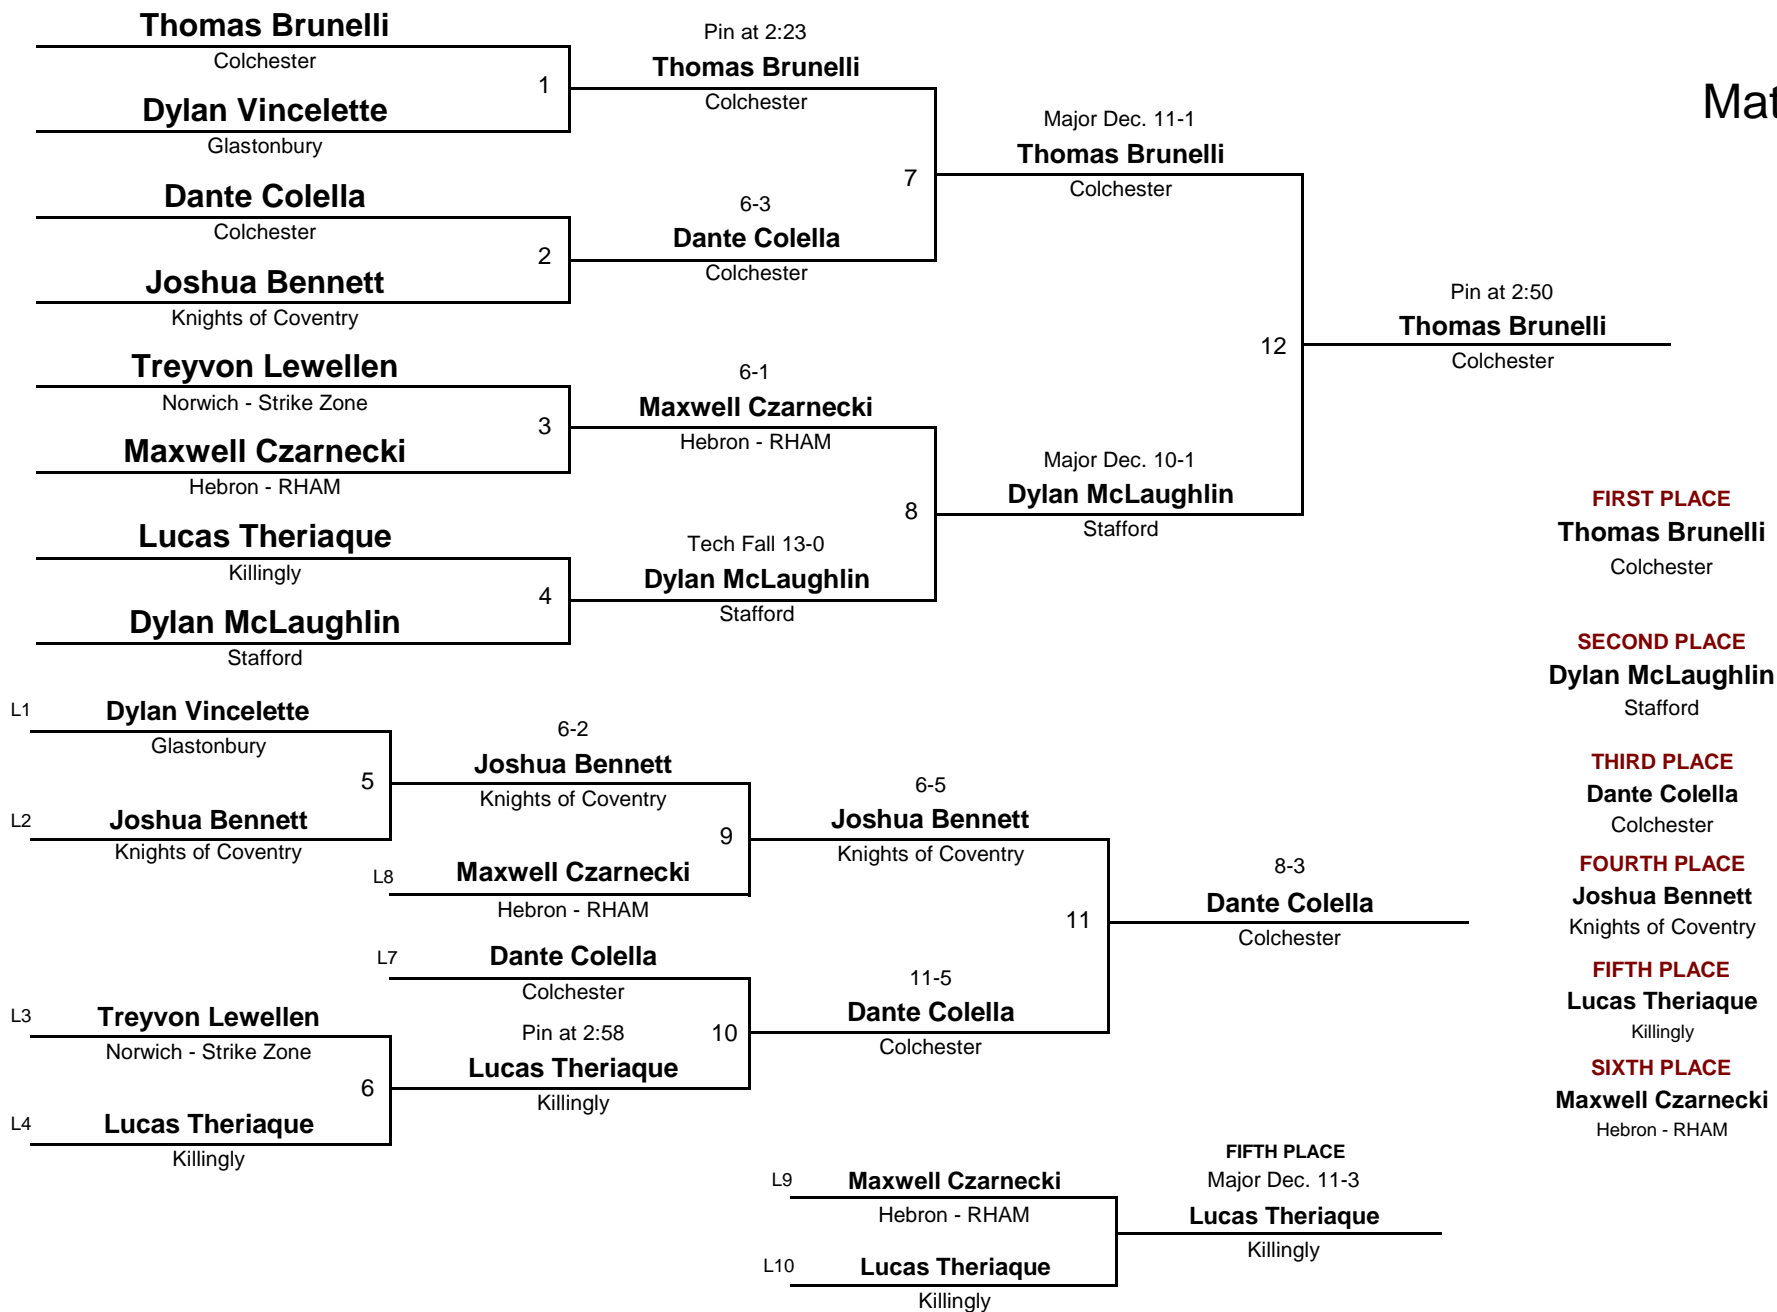 Thomas Brunelli
Colchester
1
Dylan Vincelette
Glastonbury
Dante Colella
Colchester
2
Joshua Bennett
Knights of Coventry
Treyvon Lewellen
Norwich - Strike Zone
3
Maxwell Czarnecki
Hebron - RHAM
Lucas Theriaque
Killingly
4
Dylan McLaughlin
Stafford
Pin at 2:23
Thomas Brunelli
Colchester
7
6-3
Dante Colella
Colchester
6-1
Maxwell Czarnecki
Hebron - RHAM
8
Tech Fall 13-0
Dylan McLaughlin
Stafford
Major Dec. 11-1
Thomas Brunelli
Colchester
12
Major Dec. 10-1
Dylan McLaughlin
Stafford
Pin at 2:50
Thomas Brunelli
Colchester
Mat
L1
Dylan Vincelette
Glastonbury
5
L2
Joshua Bennett
Knights of Coventry
6-2
Joshua Bennett
Knights of Coventry
9
L8
Maxwell Czarnecki
Hebron - RHAM
L7
Dante Colella
Colchester
10
L3
Treyvon Lewellen
Norwich - Strike Zone
6
L4
Lucas Theriaque
Killingly
Pin at 2:58
Lucas Theriaque
Killingly
6-5
Joshua Bennett
Knights of Coventry
11
11-5
Dante Colella
Colchester
8-3
Dante Colella
Colchester
L9
Maxwell Czarnecki
Hebron - RHAM
L10
Lucas Theriaque
Killingly
FIFTH PLACE
Major Dec. 11-3
Lucas Theriaque
Killingly
FIRST PLACE
Thomas Brunelli
Colchester
SECOND PLACE
Dylan McLaughlin
Stafford
THIRD PLACE
Dante Colella
Colchester
FOURTH PLACE
Joshua Bennett
Knights of Coventry
FIFTH PLACE
Lucas Theriaque
Killingly
SIXTH PLACE
Maxwell Czarnecki
Hebron - RHAM